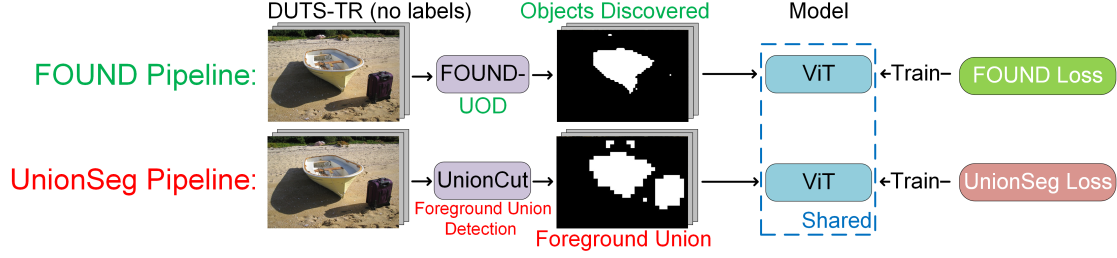 DUTS-TR (no labels)
Objects Discovered
Model
FOUND Pipeline:
FOUND-
UOD
ViT
Train
FOUND Loss
UnionSeg Pipeline:
UnionCut
Foreground Union
Detection
Foreground Union
ViT
Shared
Train
UnionSeg Loss